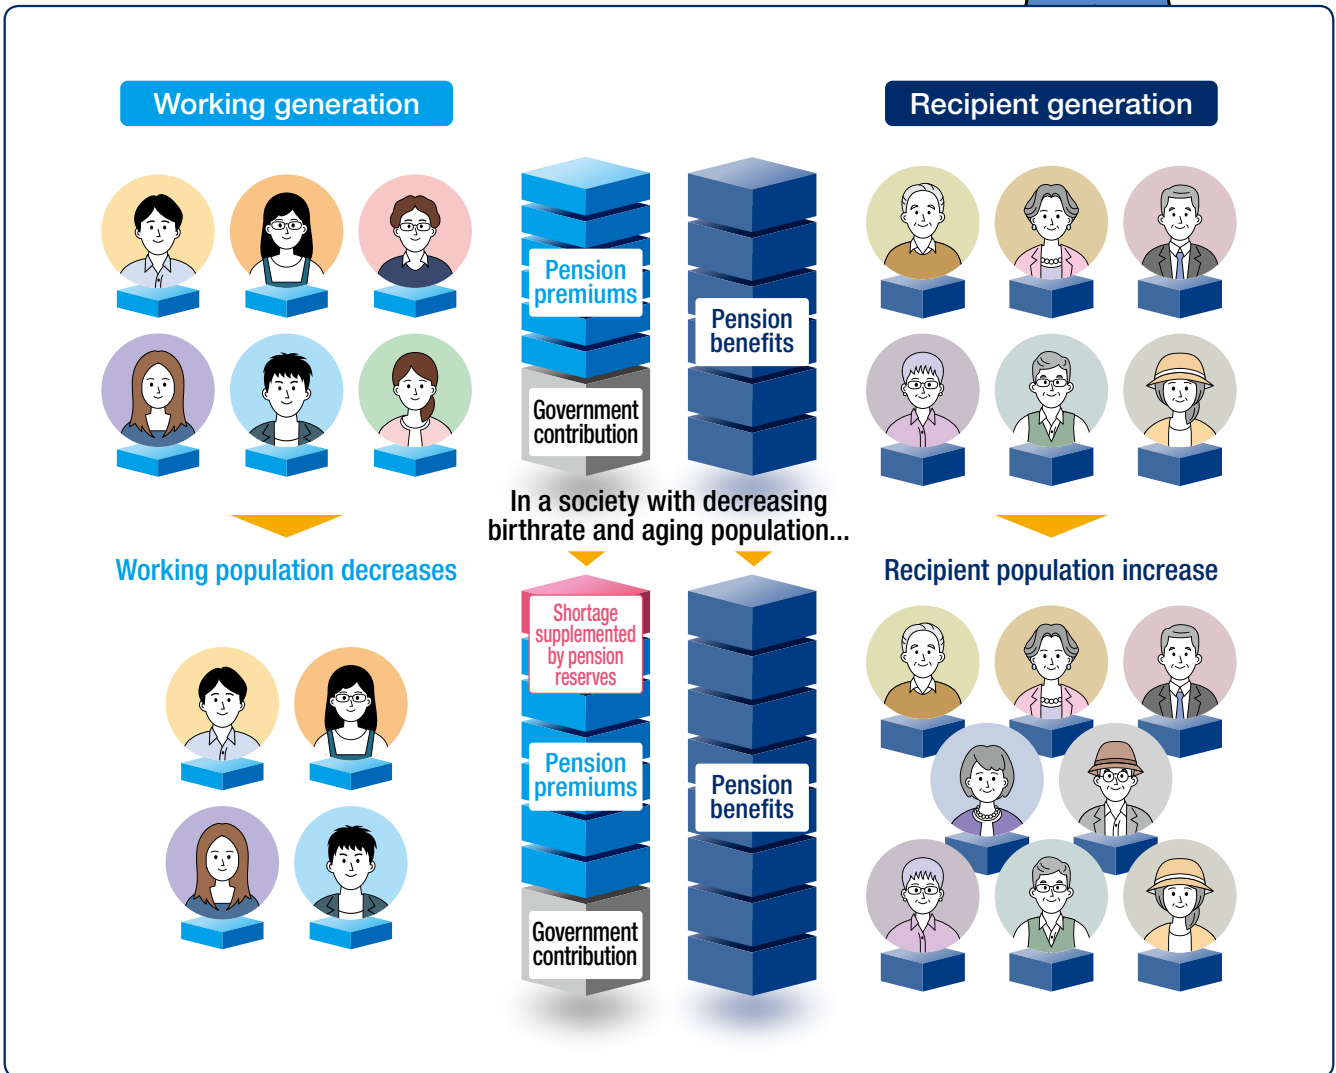 Working generation
Recipient generation
Pension
premiums
Pension
benefits
Government
contribution
In a society with decreasing
birthrate and aging population...
Working population decreases
Recipient population increase
Shortage
supplemented
by pension
reserves
Pension
premiums
Pension
benefits
Government
contribution